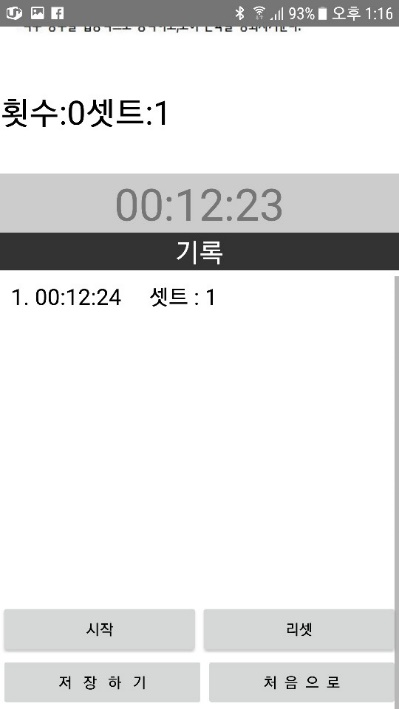 93% 오후 1:16
횟수:0셋트:1
00:12:23
기록
1. 00:12:24 셋트 : 1
시작 리셋
저 장 하 기 처 음 으 로